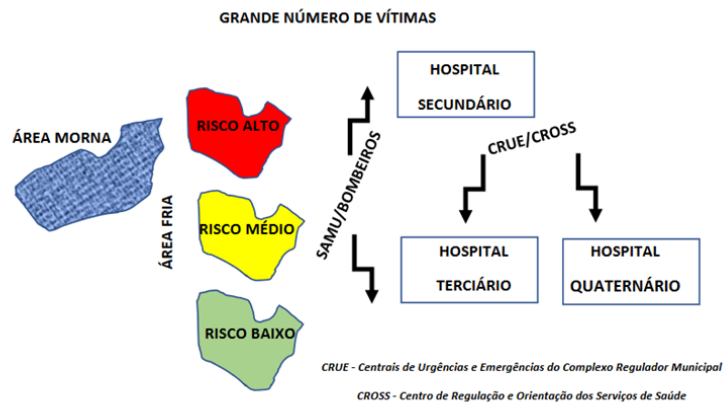 GRANDE NÚMERO DE VÍTIMAS
ÁREA MORNA
ÁREA FRIA
RISCO ALTO
RISCO MÉDIO
RISCO BAIXO
SAMU/BOMBEIROS
HOSPITAL
SECUNDÁRIO
CRUE/CROSS
HOSPITAL
TERCIÁRIO
HOSPITAL
QUATERNÁRIO
CRUE - Centrais de Urgências e Emergências do Complexo Regulador Municipal
CROSS - Centro de Regulação e Orientação dos Serviços de Saúde